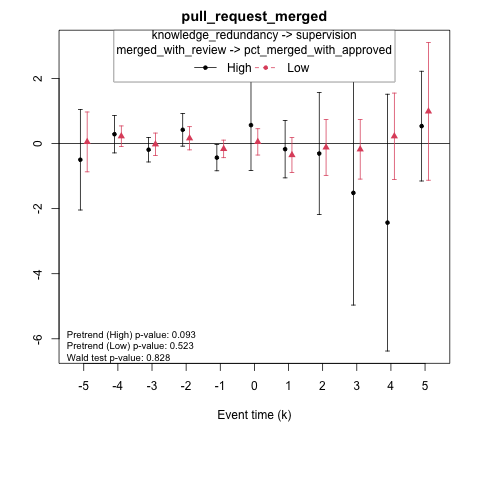 pull_request_merged
knowledge_redundancy -> supervision
merged_with_review -> pct_merged_with_approved
High Low
2
0
-2
-4
-6
Pretrend (High) p-value: 0.093
Pretrend (Low) p-value: 0.523
Wald test p-value: 0.828
-5 -4 -3 -2 -1 0 1 2 3 4 5
Event time (k)